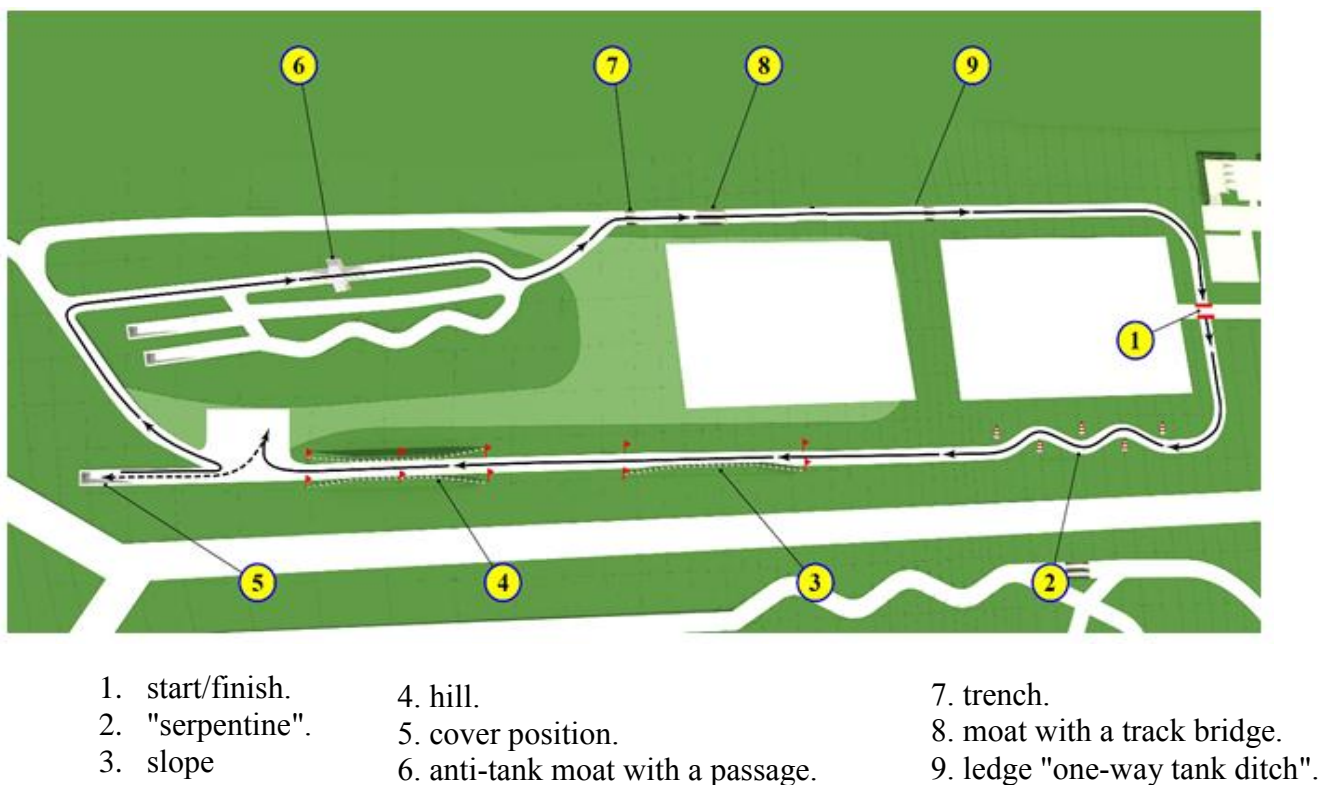 6
7
8
9
1
5
4
3
2
1. start/finish.
2. "serpentine".
3. slope
4. hill.
5. cover position.
6. anti-tank moat with a passage.
7. trench.
8. moat with a track bridge.
9. ledge "one-way tank ditch".